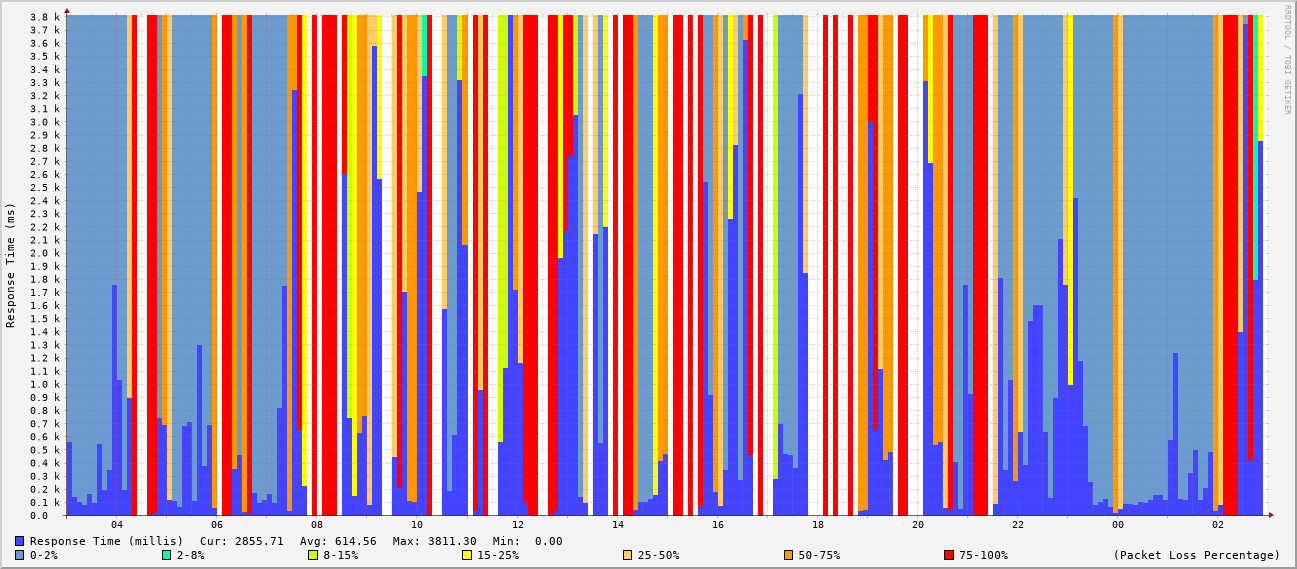 RRDTOOL / TOBI OETIKER
Response Time (ms)
3.8 k
3.7 k
3.6 k
3.5 k
3.4 k
3.3 k
3.2 k
3.1 k
3.0 k
2.9 k
2.8 k
2.7 k
2.6 k
2.5 k
2.4 k
2.3 k
2.2 k
2.1 k
2.0 k
1.9 k
1.8 k
1.7 k
1.6 k
1.5 k
1.4 k
1.3 k
1.2 k
1.1 k
1.0 k
0.9 k
0.8 k
0.7 k
0.6 k
0.5 k
0.4 k
0.3 k
0.2 k
0.1 k
0.0
04 06 08 10 12 14 16 18 20 22 00 02
Response Time (millis) Cur: 2855.71 Avg: 614.56 Max: 3811.30 Min: 0.00
0-2% 2-8% 8-15% 15-25% 25-50% 50-75% 75-100% (Packet Loss Percentage)